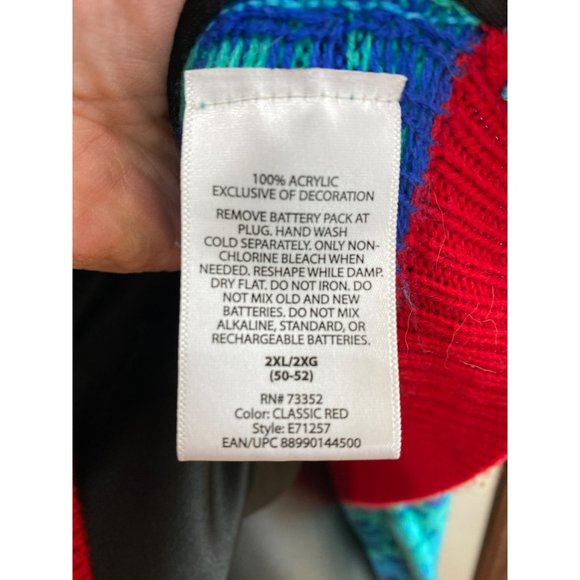 100% ACRYLIC
EXCLUSIVE OF DECORATION
REMOVE BATTERY PACK AT
PLUG. HAND WASH
COLD SEPARATELY. ONLY NON-
CHLORINE BLEACH WHEN
NEEDED. RESHAPE WHILE DAMP.
DRY FLAT. DO NOT IRON. DO
NOT MIX OLD AND NEW
BATTERIES. DO NOT MIX
ALKALINE, STANDARD, OR
RECHARGEABLE BATTERIES.
2XL/2XG
(50-52)
RN# 73352
Color: CLASSIC RED
Style: E71257
EAN/UPC 88990144500